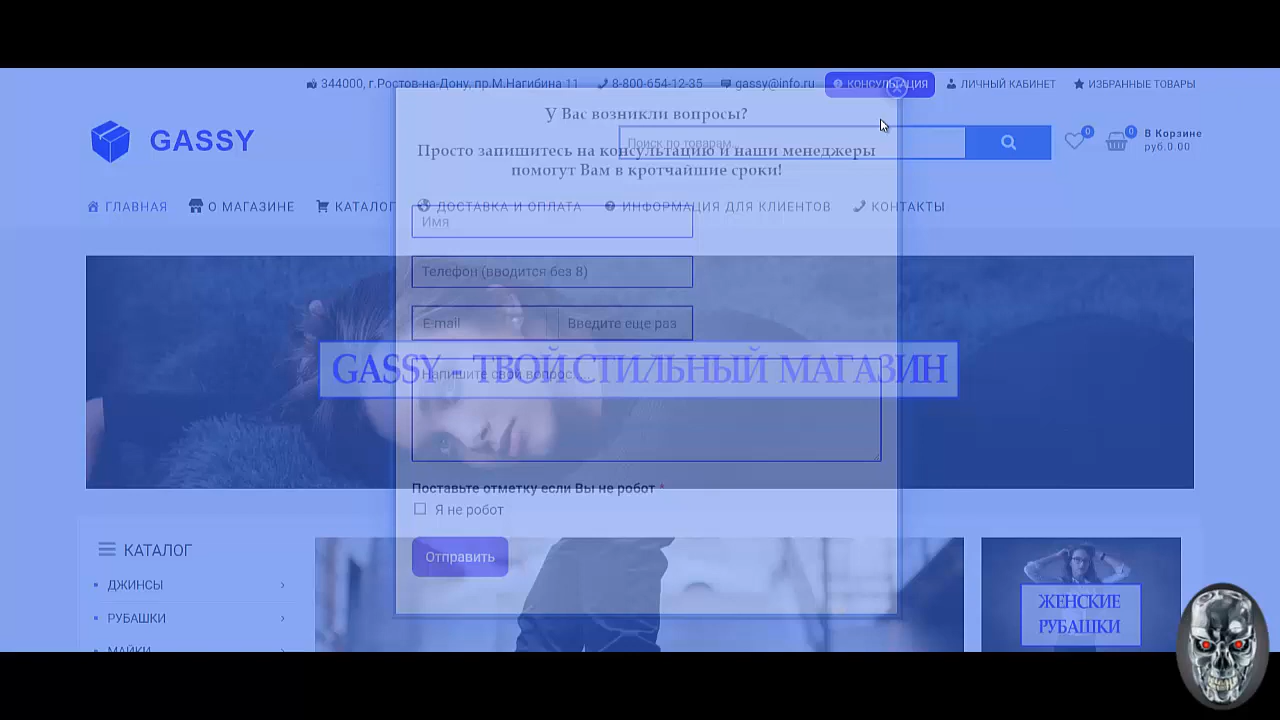 344000, г.Ростов-на-Дону, пр.М.Нагибина 11
8-800-654-12-35
gassy@info.ru
КОНСУЛЬТАЦИЯ
ЛИЧНЫЙ КАБИНЕТ
ИЗБРАННЫЕ ТОВАРЫ
У Вас возникли вопросы?
GASSY
Поиск по товарам...
0
0
В Корзине
руб.0.00
Просто запишитесь на консультацию и наши менеджеры
помогут Вам в кротчайшие сроки!
ГЛАВНАЯ
О МАГАЗИНЕ
КАТАЛОГ
ДОСТАВКА И ОПЛАТА
ИНФОРМАЦИЯ ДЛЯ КЛИЕНТОВ
КОНТАКТЫ
Имя
Телефон (вводится без 8)
E mail
Введите еще раз
GASSY - ТВОЙ СТИЛЬНЫЙ МАГАЗИН
Напишите свой вопрос....
Поставьте отметку если Вы не робот *
Я не робот
Отправить
КАТАЛОГ
ДЖИНСЫ
РУБАШКИ
МАЙКИ
ЖЕНСКИЕ
РУБАШКИ